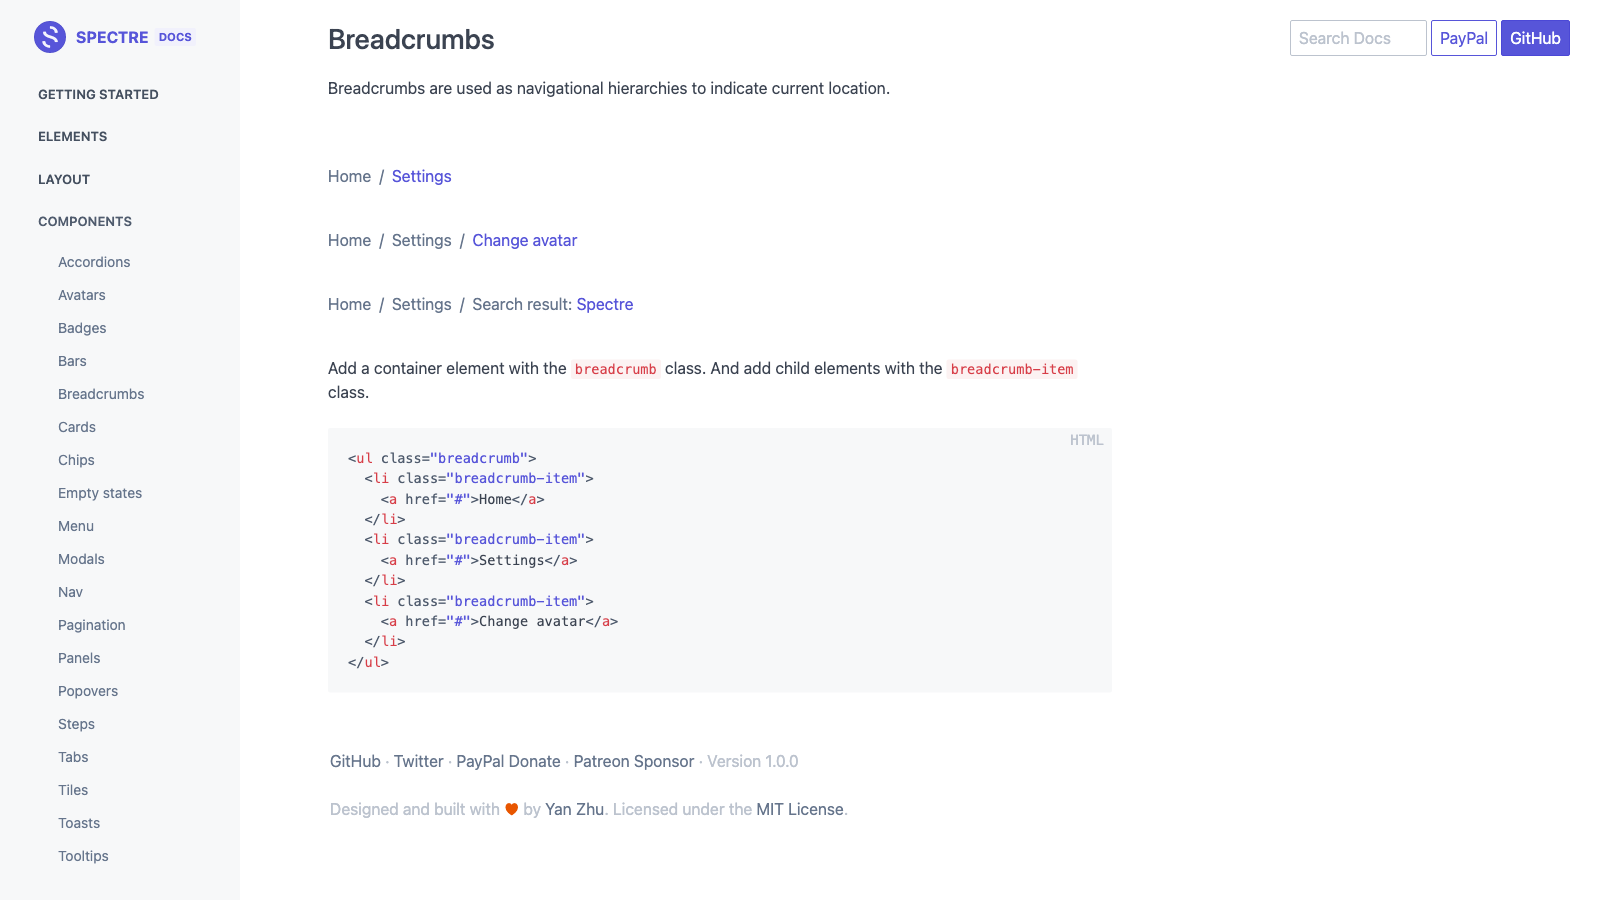 SPECTRE DOCS
GETTING STARTED
ELEMENTS
LAYOUT
COMPONENTS
Accordions
Avatars
Badges
Bars
Breadcrumbs
Cards
Chips
Empty states
Menu
Modals
Nav
Pagination
Panels
Popovers
Steps
Tabs
Tiles
Toasts
Tooltips
Breadcrumbs
Search Docs
PayPal
GitHub
Breadcrumbs are used as navigational hierarchies to indicate current location.
Home / Settings
Home / Settings / Change avatar
Home / Settings / Search result: Spectre
Add a container element with the breadcrumb class. And add child elements with the breadcrumb-item
class.
HTML
<ul class="breadcrumb">
  <li class="breadcrumb-item">
    <a href="#">Home</a>
  </li>
  <li class="breadcrumb-item">
    <a href="#">Settings</a>
  </li>
  <li class="breadcrumb-item">
    <a href="#">Change avatar</a>
  </li>
</ul>
GitHub · Twitter · PayPal Donate · Patreon Sponsor · Version 1.0.0
Designed and built with ♥ by Yan Zhu. Licensed under the MIT License.